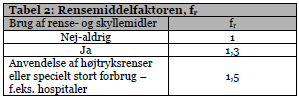 Tabel 2: Rensemiddelfaktoren, fr
Brug af rense- og skyllemidler fr
Nej-aldrig 1
Ja 1,3
Anvendelse af højtryksrenser
eller specielt stort forbrug –
f.eks. hospitaler 1,5